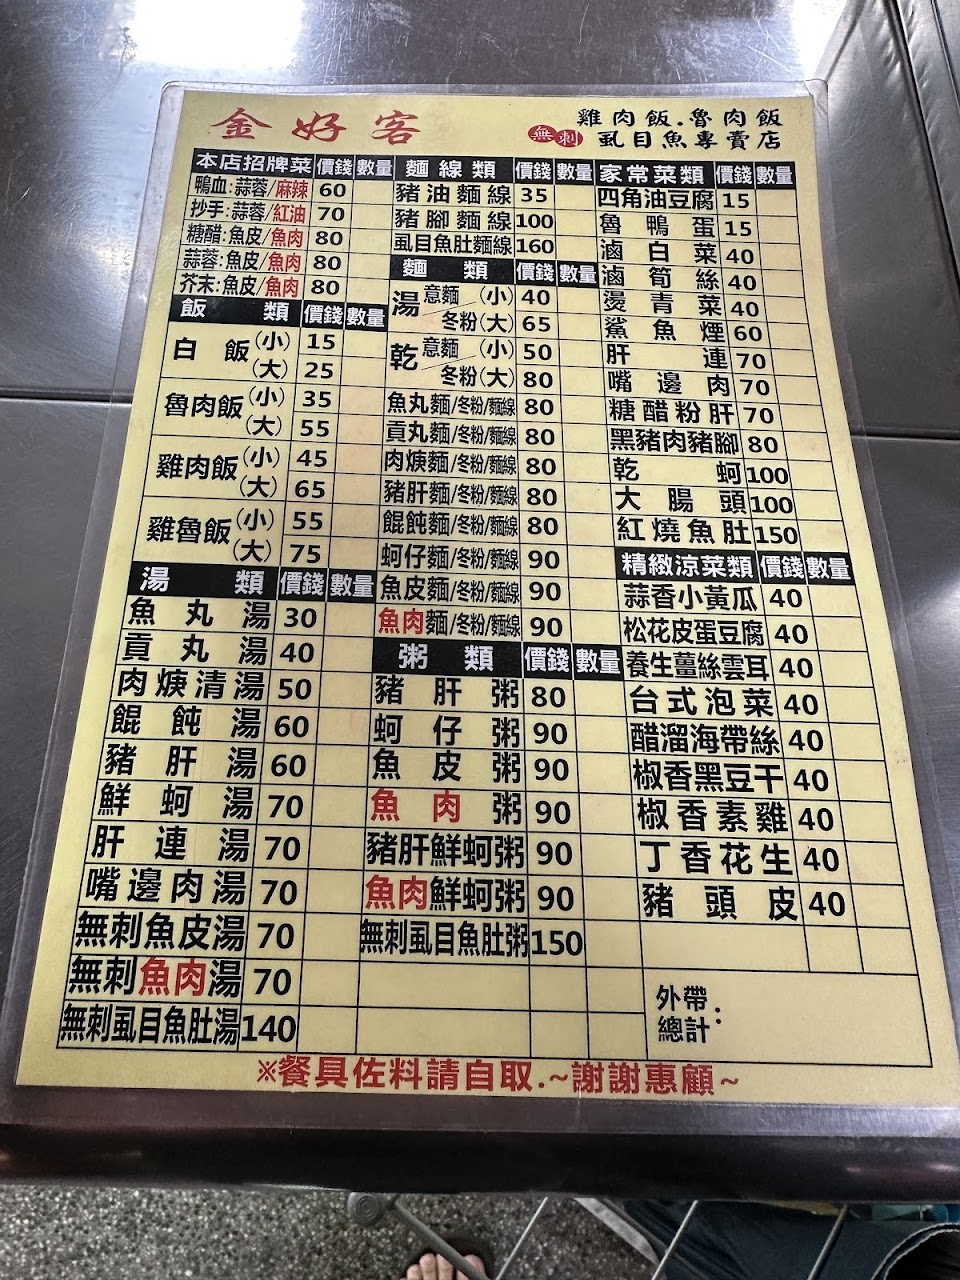 金好客
無刺
雞肉飯.魯肉飯
虱目魚專賣店
本店招牌菜 價錢 數量
鴨血:蒜蓉/麻辣 60
抄手:蒜蓉/紅油 70
糖醋:魚皮/魚肉 80
蒜蓉:魚皮/魚肉 80
芥末:魚皮/魚肉 80
飯類 價錢 數量
白飯(小) 15
(大) 25
魯肉飯(小) 35
(大) 55
雞肉飯(小) 45
(大) 65
雞魯飯(小) 55
(大) 75
湯類 價錢 數量
魚丸湯 30
貢丸湯 40
肉焿清湯 50
餛飩湯 60
豬肝湯 60
鮮蚵湯 70
肝連湯 70
嘴邊肉湯 70
無刺魚皮湯 70
無刺魚肉湯 70
無刺虱目魚肚湯 140
麵線類 價錢 數量
豬油麵線 35
豬腳麵線 100
虱目魚肚麵線 160
麵類 價錢 數量
湯 意麵(小) 40
冬粉(大) 65
乾 意麵(小) 50
冬粉(大) 80
魚丸麵/冬粉/麵線 80
貢丸麵/冬粉/麵線 80
肉焿麵/冬粉/麵線 80
豬肝麵/冬粉/麵線 80
餛飩麵/冬粉/麵線 80
蚵仔麵/冬粉/麵線 90
魚皮麵/冬粉/麵線 90
魚肉麵/冬粉/麵線 90
粥類 價錢 數量
豬肝粥 80
蚵仔粥 90
魚皮粥 90
魚肉粥 90
豬肝鮮蚵粥 90
魚肉鮮蚵粥 90
無刺虱目魚肚粥 150
家常菜類 價錢 數量
四角油豆腐 15
魯鴨蛋 15
滷白菜 40
滷筍絲 40
燙青菜 40
鯊魚煙 60
肝連 70
嘴邊肉 70
糖醋粉肝 70
黑豬肉豬腳 80
乾蚵 100
大腸頭 100
紅燒魚肚 150
精緻涼菜類 價錢 數量
蒜香小黃瓜 40
松花皮蛋豆腐 40
養生薑絲雲耳 40
台式泡菜 40
醋溜海帶絲 40
椒香黑豆干 40
椒香素雞 40
丁香花生 40
豬頭皮 40
外帶
總計:
※餐具佐料請自取.~謝謝惠顧~